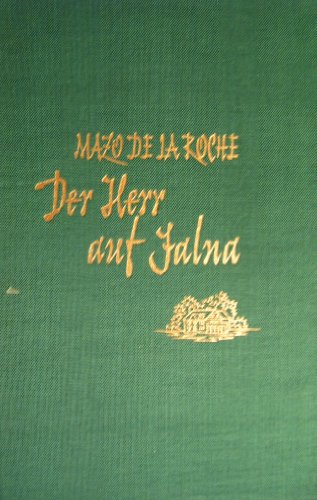 MAZO DE LA ROCHE
Der Herr
auf Jalna